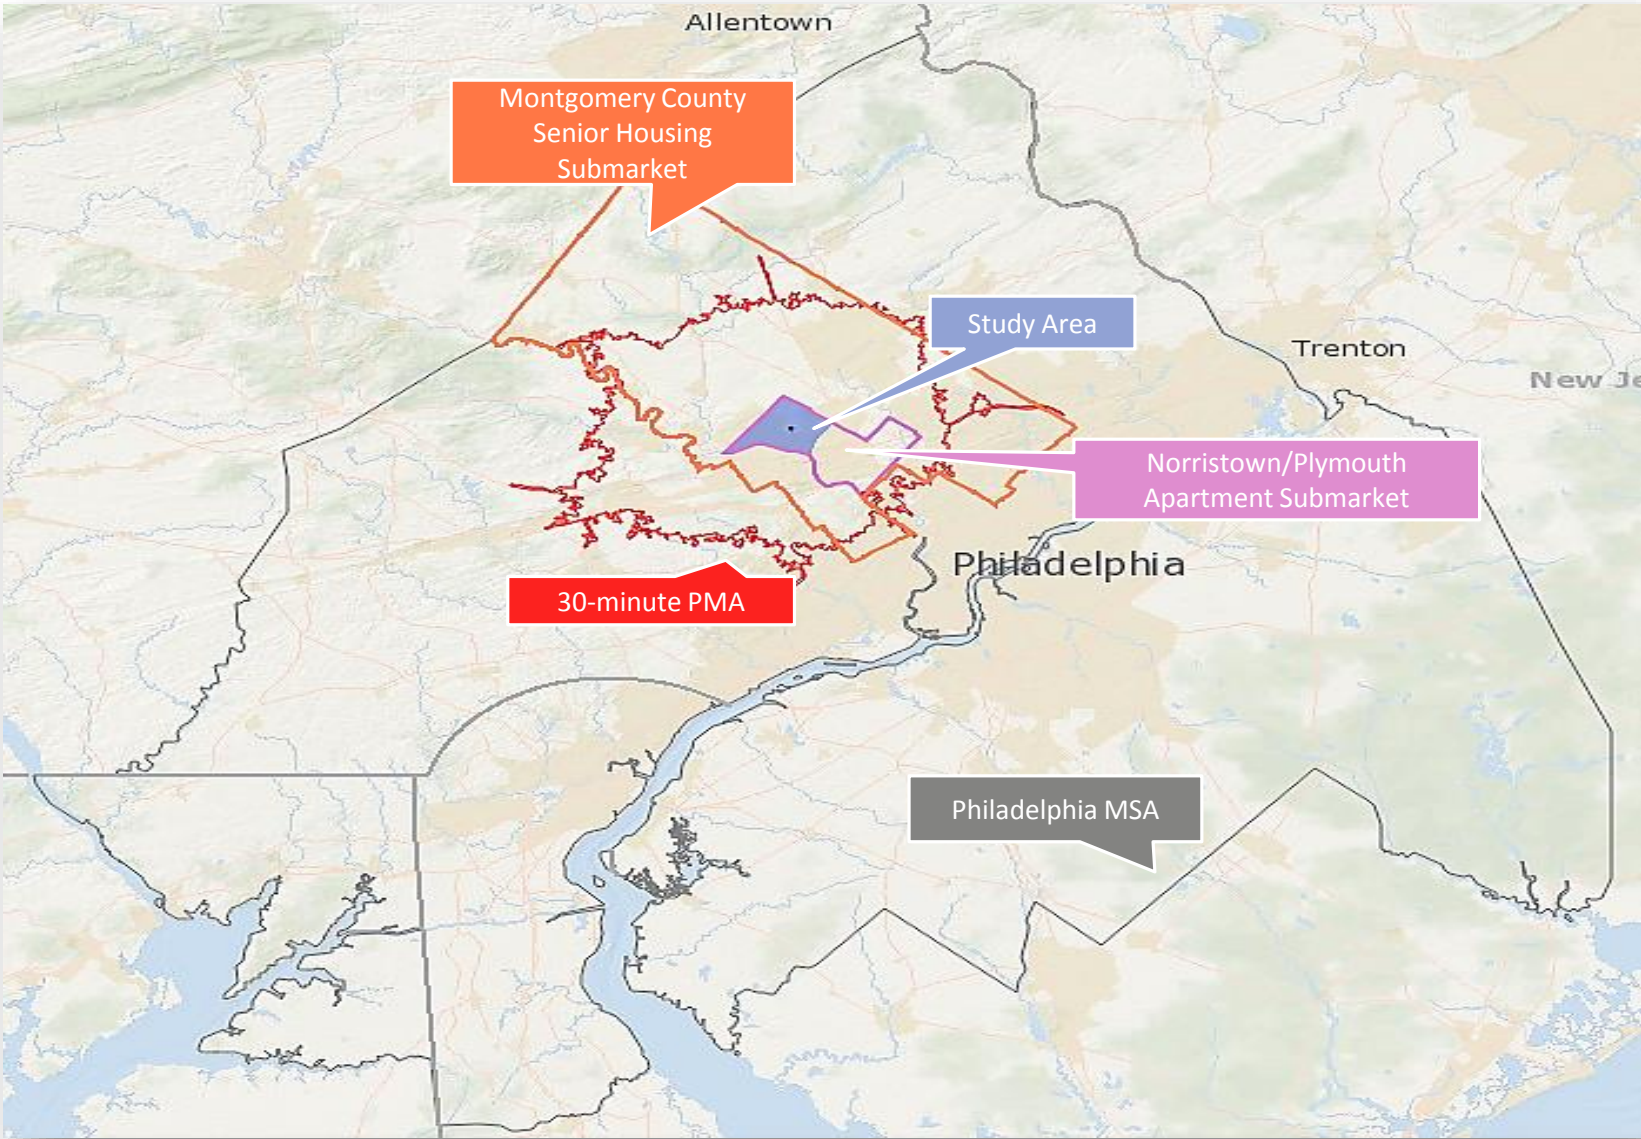 Allentown
Montgomery County
Senior Housing
Submarket
Study Area
Trenton
New Je
Norristown/Plymouth
Apartment Submarket
Philadelphia
30-minute PMA
Philadelphia MSA